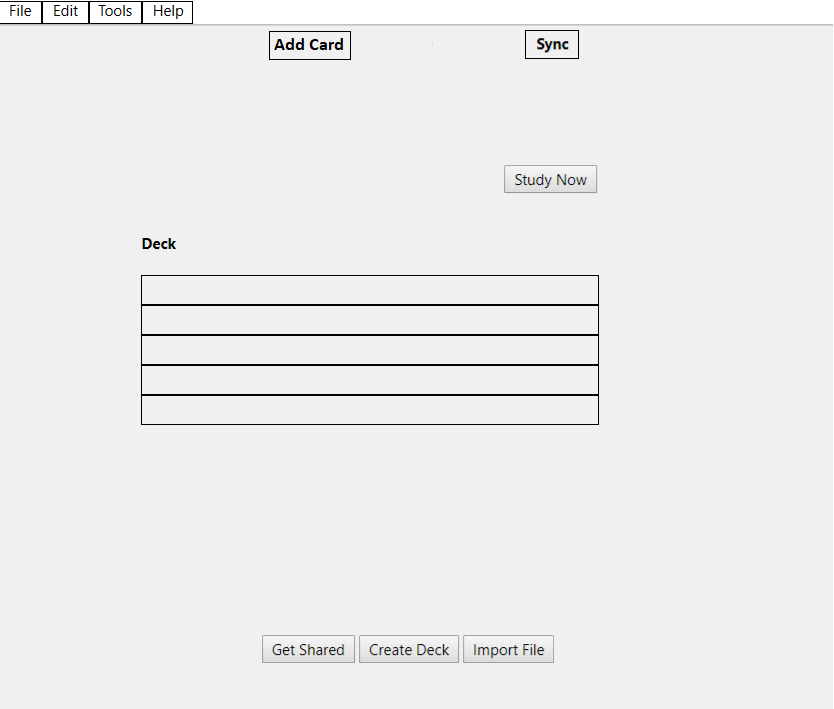 File Edit Tools Help
Add Card Sync
Study Now
Deck
Get Shared Create Deck Import File